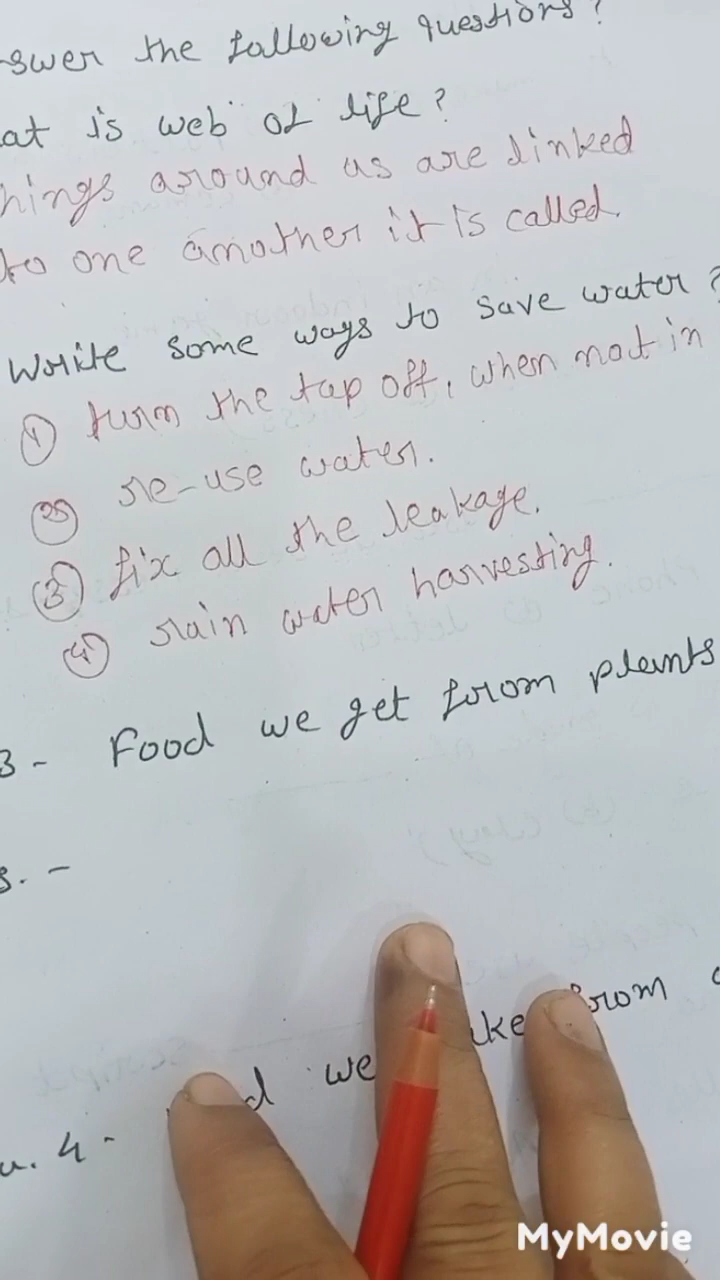 swer the following questions?
at is web of life?
hings around us are linked
to one another it is called.
Write some ways to save water?
① turn the tap off, when not in
② re-use water.
③ fix all the leakage.
④ rain water harvesting.
3- Food we get from plants
s. -
u. 4- we from
MyMovie